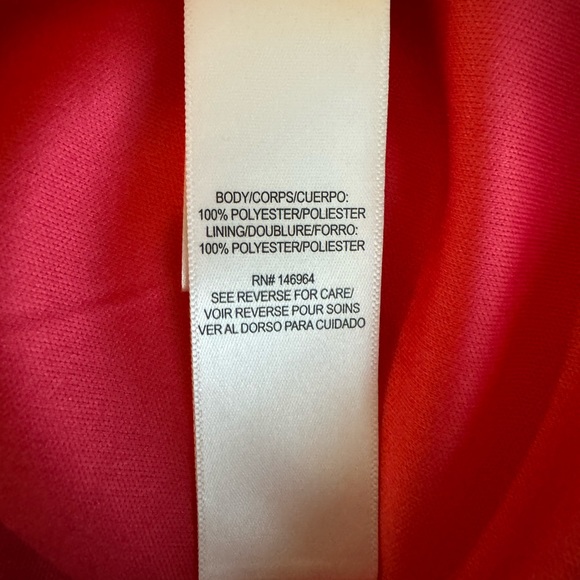 BODY/CORPS/CUERPO:
100% POLYESTER/POLIESTER
LINING/DOUBLURE/FORRO:
100% POLYESTER/POLIESTER
RN# 146964
SEE REVERSE FOR CARE/
VOIR REVERSE POUR SOINS
VER AL DORSO PARA CUIDADO